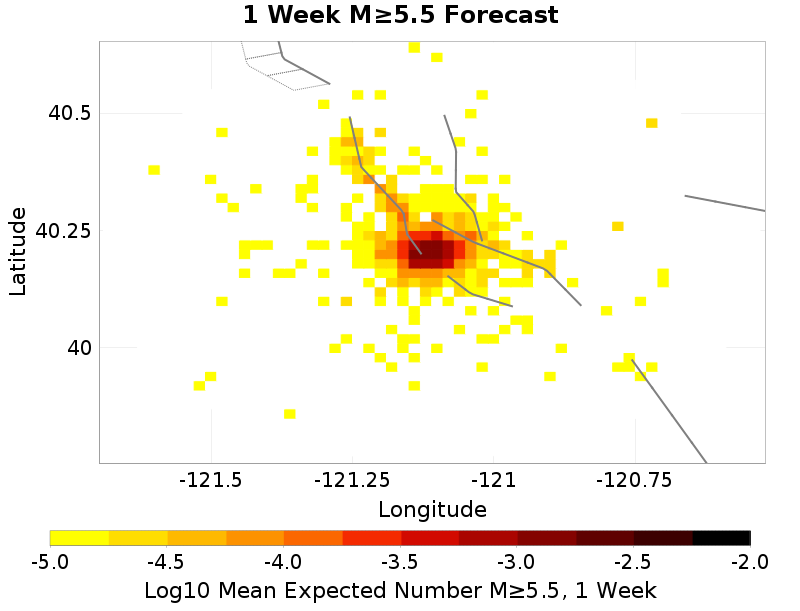 1 Week M≥5.5 Forecast
40.5
40.25
40
Latitude
-121.5 -121.25 -121 -120.75
Longitude
-5.0 -4.5 -4.0 -3.5 -3.0 -2.5 -2.0
Log10 Mean Expected Number M≥5.5, 1 Week